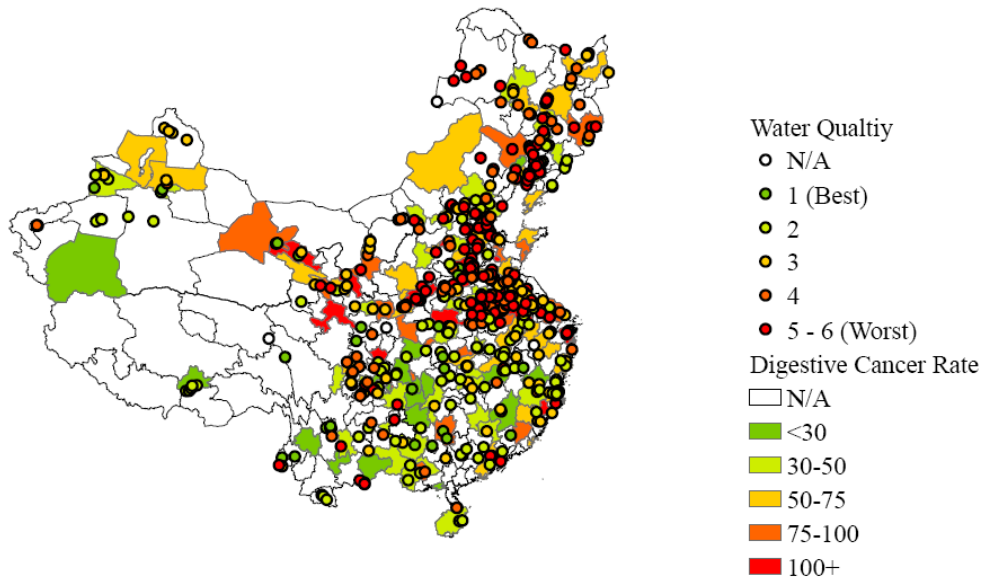 Water Qualtiy
N/A
1 (Best)
2
3
4
5 - 6 (Worst)
Digestive Cancer Rate
N/A
<30
30-50
50-75
75-100
100+